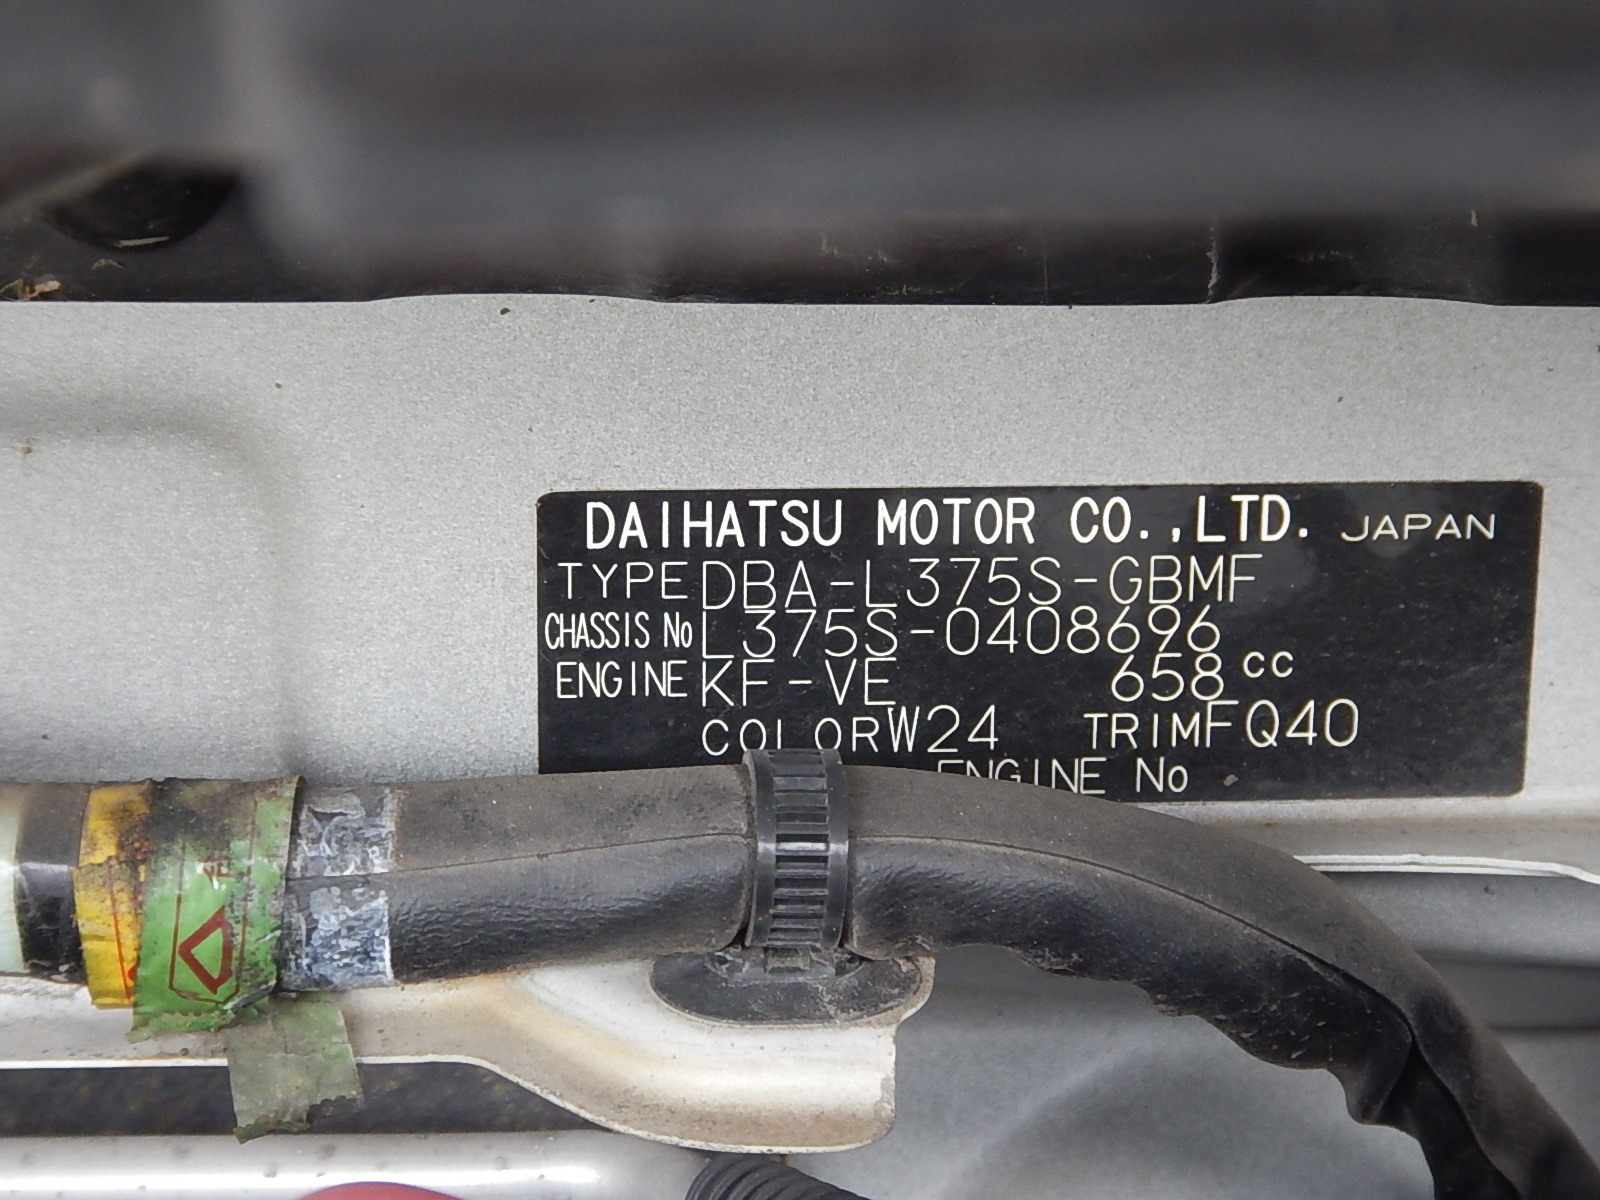 DAIHATSU MOTOR CO.,LTD. JAPAN
TYPE DBA-L375S-GBMF
CHASSIS No L375S-0408696
ENGINE KF-VE 658 cc
COLOR W24 TRIM FQ40
ENGINE No